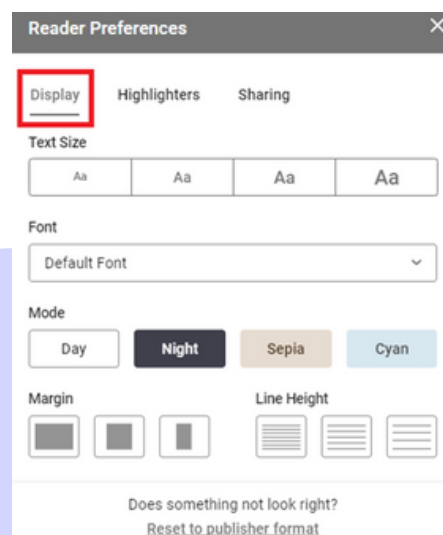 Reader Preferences
Display Highlighters Sharing
Text Size
Aa Aa Aa Aa
Font
Default Font
Mode
Day Night Sepia Cyan
Margin Line Height
Does something not look right?
Reset to publisher format